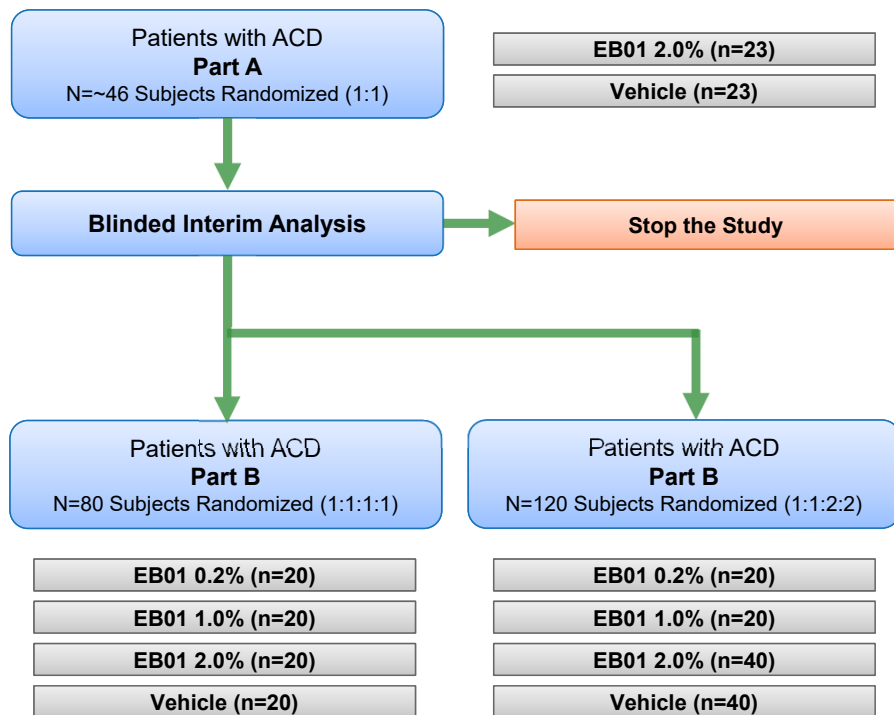 Patients with ACD
Part A
N=~46 Subjects Randomized (1:1)
EB01 2.0% (n=23)
Vehicle (n=23)
Blinded Interim Analysis
Stop the Study
Patients with ACD
Part B
N=80 Subjects Randomized (1:1:1:1)
Patients with ACD
Part B
N=120 Subjects Randomized (1:1:2:2)
EB01 0.2% (n=20)
EB01 1.0% (n=20)
EB01 2.0% (n=20)
Vehicle (n=20)
EB01 0.2% (n=20)
EB01 1.0% (n=20)
EB01 2.0% (n=40)
Vehicle (n=40)